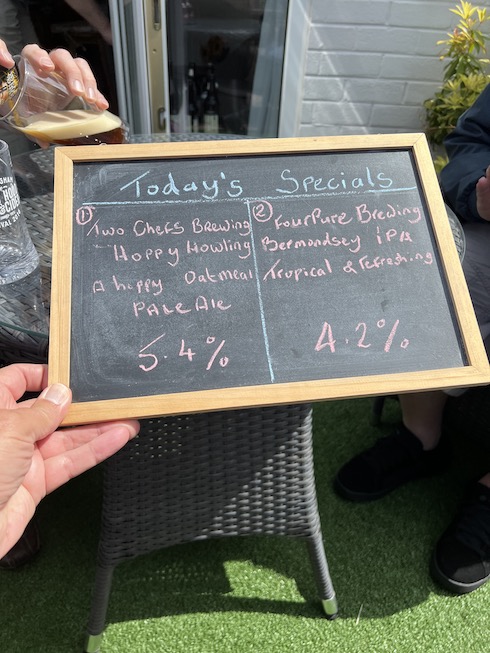 Today's Specials
① Two Chefs Brewing
Hoppy Howling
A hoppy Oatmeal
Pale Ale
5.4%
② FourPure Brewing
Bermondsey IPA
Tropical & refreshing
4.2%